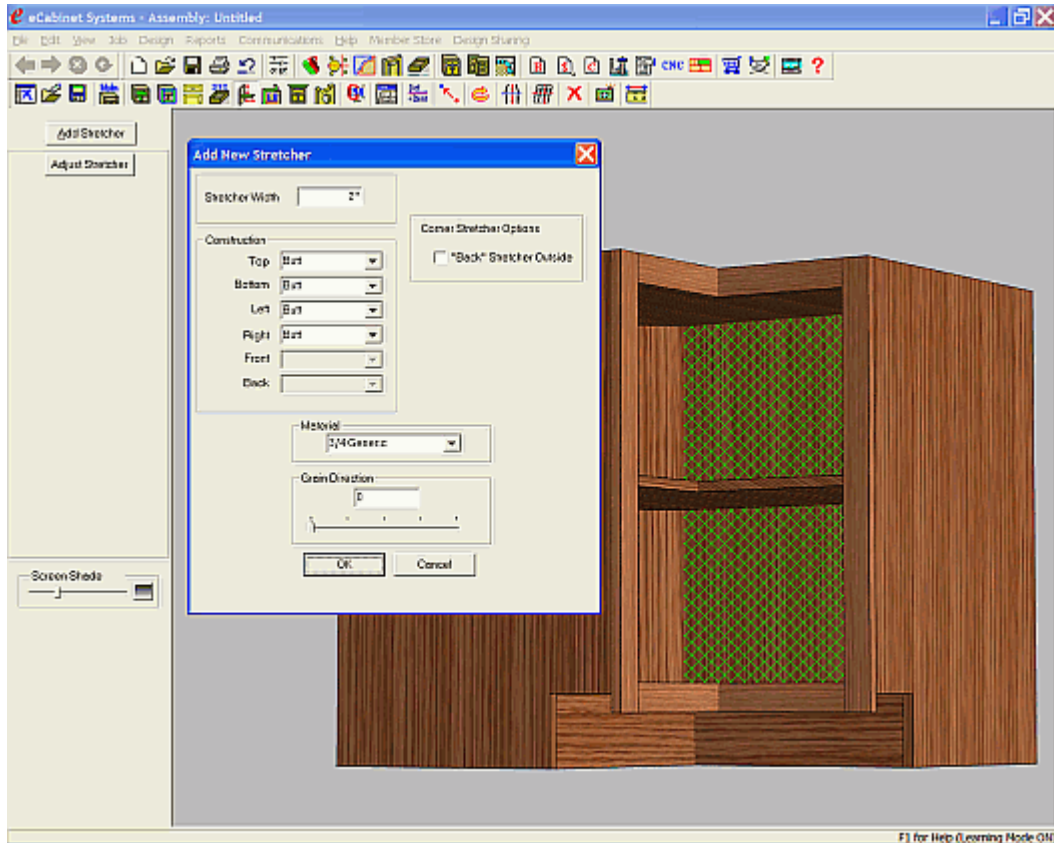 eCabinet Systems - Assembly: Untitled
File Edit View Job Design Reports Communications Help Member Store Design Sharing
CNC
Add Stretcher
Adjust Stretcher
Add New Stretcher
Stretcher Width 2"
Corner Stretcher Options
"Back" Stretcher Outside
Construction
Top Butt
Bottom Butt
Left Butt
Right Butt
Front
Back
Material
3/4 Generic
Grain Direction
0
OK Cancel
Screen Shade
F1 for Help (Learning Mode ON)